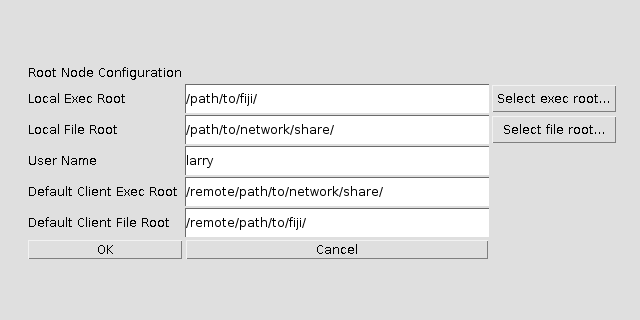 Root Node Configuration
Local Exec Root /path/to/fiji/ Select exec root...
Local File Root /path/to/network/share/ Select file root...
User Name larry
Default Client Exec Root /remote/path/to/network/share/
Default Client File Root /remote/path/to/fiji/
OK Cancel